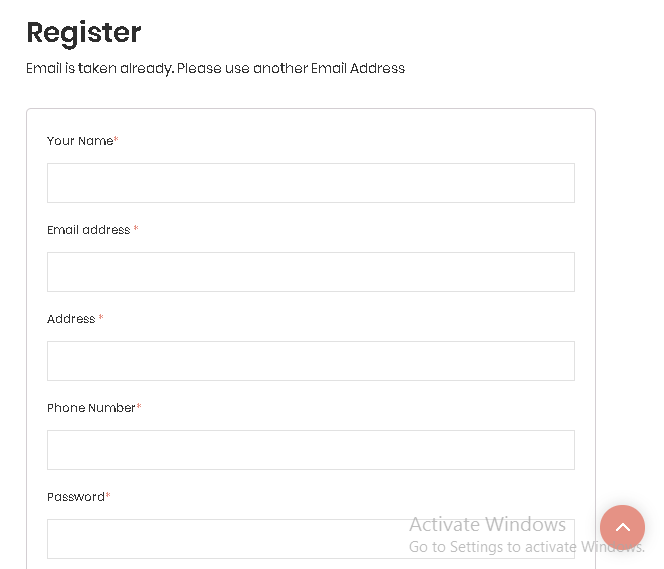 Register
Email is taken already. Please use another Email Address
Your Name*
Email address *
Address *
Phone Number*
Password*
Activate Windows
Go to Settings to activate Windows.